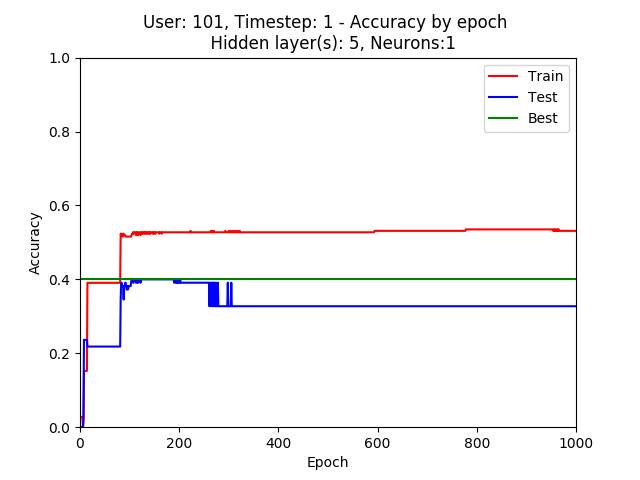 User: 101, Timestep: 1 - Accuracy by epoch
Hidden layer(s): 5, Neurons:1
1.0
0.8
0.6
0.4
0.2
0.0
Accuracy
Train
Test
Best
0 200 400 600 800 1000
Epoch